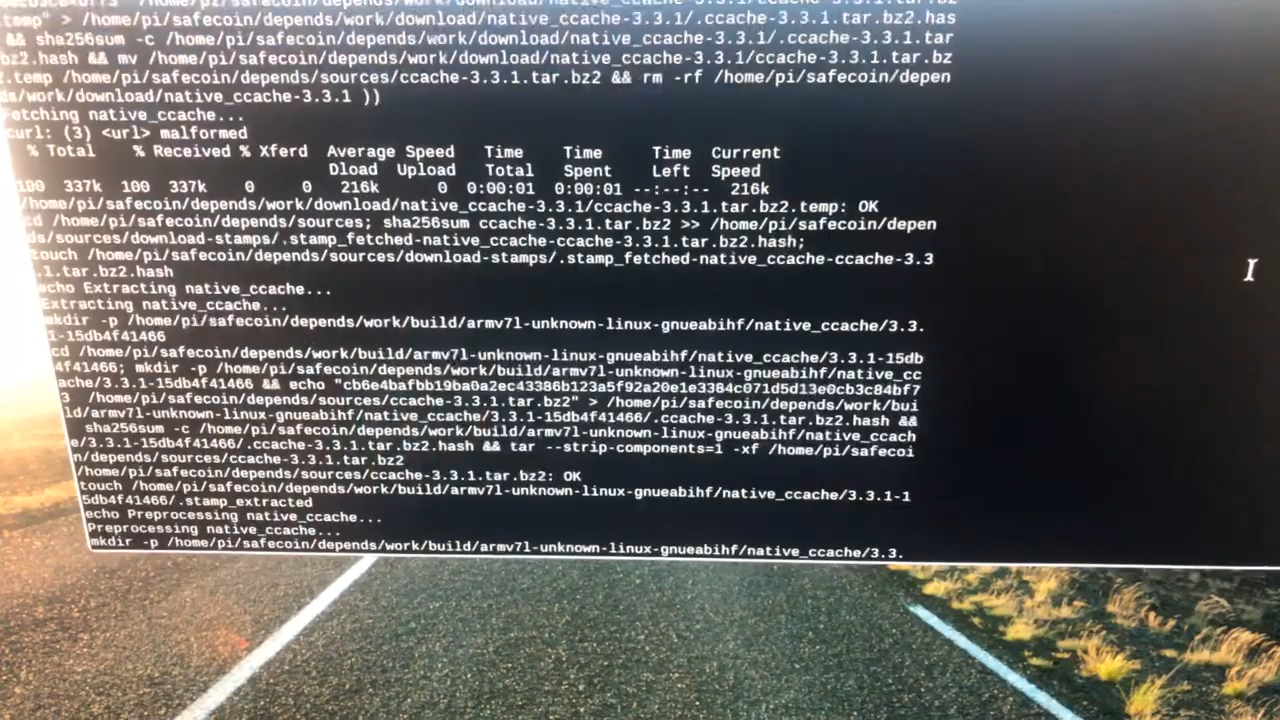 temp" > /home/pi/safecoin/depends/work/download/native_ccache-3.3.1/.ccache-3.3.1.tar.bz2.has
&& sha256sum -c /home/pi/safecoin/depends/work/download/native_ccache-3.3.1/.ccache-3.3.1.tar
bz2.hash && mv /home/pi/safecoin/depends/work/download/native_ccache-3.3.1/ccache-3.3.1.tar.bz
2.temp /home/pi/safecoin/depends/sources/ccache-3.3.1.tar.bz2 && rm -rf /home/pi/safecoin/depen
ds/work/download/native_ccache-3.3.1 ))
Fetching native_ccache...
curl: (3) <url> malformed
% Total % Received % Xferd Average Speed Time Time Time Current
Dload Upload Total Spent Left Speed
100 337k 100 337k 0 0 216k 0 0:00:01 0:00:01 --:--:-- 216k
/home/pi/safecoin/depends/work/download/native_ccache-3.3.1/ccache-3.3.1.tar.bz2.temp: OK
cd /home/pi/safecoin/depends/sources; sha256sum ccache-3.3.1.tar.bz2 >> /home/pi/safecoin/depen
ds/sources/download-stamps/.stamp_fetched-native_ccache-ccache-3.3.1.tar.bz2.hash;
touch /home/pi/safecoin/depends/sources/download-stamps/.stamp_fetched-native_ccache-ccache-3.3
.1.tar.bz2.hash
echo Extracting native_ccache...
Extracting native_ccache...
mkdir -p /home/pi/safecoin/depends/work/build/armv7l-unknown-linux-gnueabihf/native_ccache/3.3.
1-15db4f41466
cd /home/pi/safecoin/depends/work/build/armv7l-unknown-linux-gnueabihf/native_ccache/3.3.1-15db
4f41466; mkdir -p /home/pi/safecoin/depends/work/build/armv7l-unknown-linux-gnueabihf/native_cc
ache/3.3.1-15db4f41466 && echo "cb6e4bafbb19ba0a2ec43386b123a5f92a20e1e3384c071d5d13e0cb3c84bf7
3 /home/pi/safecoin/depends/sources/ccache-3.3.1.tar.bz2" > /home/pi/safecoin/depends/work/bui
ld/armv7l-unknown-linux-gnueabihf/native_ccache/3.3.1-15db4f41466/.ccache-3.3.1.tar.bz2.hash &&
sha256sum -c /home/pi/safecoin/depends/work/build/armv7l-unknown-linux-gnueabihf/native_ccach
e/3.3.1-15db4f41466/.ccache-3.3.1.tar.bz2.hash && tar --strip-components=1 -xf /home/pi/safecoi
n/depends/sources/ccache-3.3.1.tar.bz2
/home/pi/safecoin/depends/sources/ccache-3.3.1.tar.bz2: OK
touch /home/pi/safecoin/depends/work/build/armv7l-unknown-linux-gnueabihf/native_ccache/3.3.1-1
5db4f41466/.stamp_extracted
echo Preprocessing native_ccache...
Preprocessing native_ccache...
mkdir -p /home/pi/safecoin/depends/work/build/armv7l-unknown-linux-gnueabihf/native_ccache/3.3.